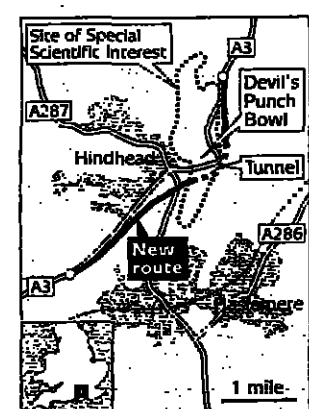 Site of Special
Scientific Interest
A3
A287
Devil's
Punch
Bowl
Hindhead
Tunnel
A286
New
route
A3
1 mile